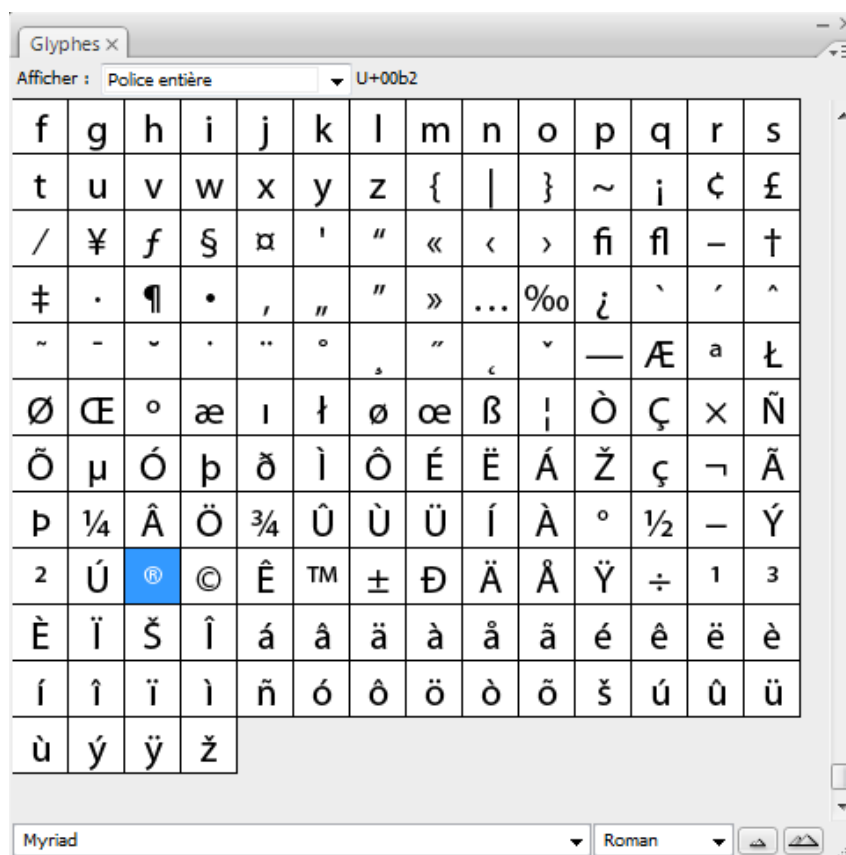 Glyphes ×
Afficher : Police entière U+00b2
f g h i j k l m n o p q r s
t u v w x y z { | } ~ ¡ ¢ £
⁄ ¥ ƒ § ¤ ' “ « ‹ › fi fl – †
‡ · ¶ • ‚ „ ” » … ‰ ¿ ` ´ ˆ
˜ ¯ ˘ ˙ ¨ ˚ ¸ ˝ ˛ ˇ — Æ ª Ł
Ø Œ º æ ı ł ø œ ß ¦ Ò Ç × Ñ
Õ µ Ó þ ð Ì Ô É Ë Á Ž ç ¬ Ã
Þ ¼ Â Ö ¾ Û Ù Ü Í À ° ½ − Ý
² Ú ® © Ê ™ ± Đ Ä Å Ÿ ÷ ¹ ³
È Ï Š Î á â ä à å ã é ê ë è
í î ï ì ñ ó ô ö ò õ š ú û ü
ù ý ÿ ž
Myriad Roman